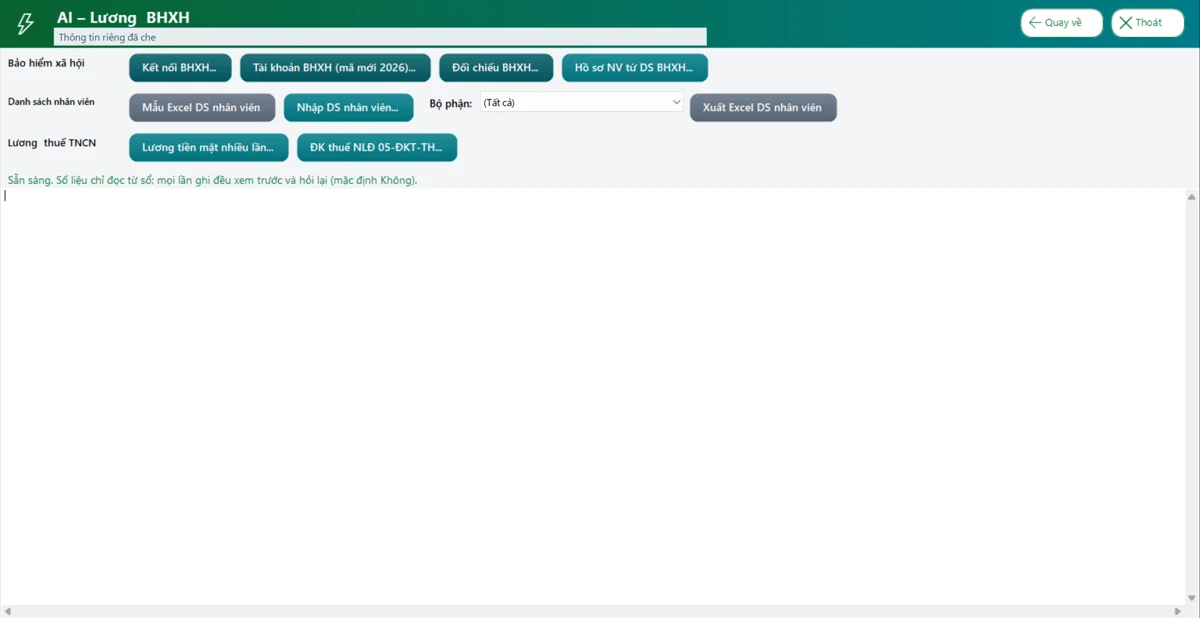 AI – Lương BHXH
Thông tin riêng đã che
Quay về
Thoát
Bảo hiểm xã hội
Kết nối BHXH...
Tài khoản BHXH (mã mới 2026)...
Đối chiếu BHXH...
Hồ sơ NV từ DS BHXH...
Danh sách nhân viên
Mẫu Excel DS nhân viên
Nhập DS nhân viên...
Bộ phận:
(Tất cả)
Xuất Excel DS nhân viên
Lương thuế TNCN
Lương tiền mặt nhiều lần...
ĐK thuế NLĐ 05-ĐKT-TH...
Sẵn sàng. Số liệu chỉ đọc từ sổ; mọi lần ghi đều xem trước và hỏi lại (mặc định Không).